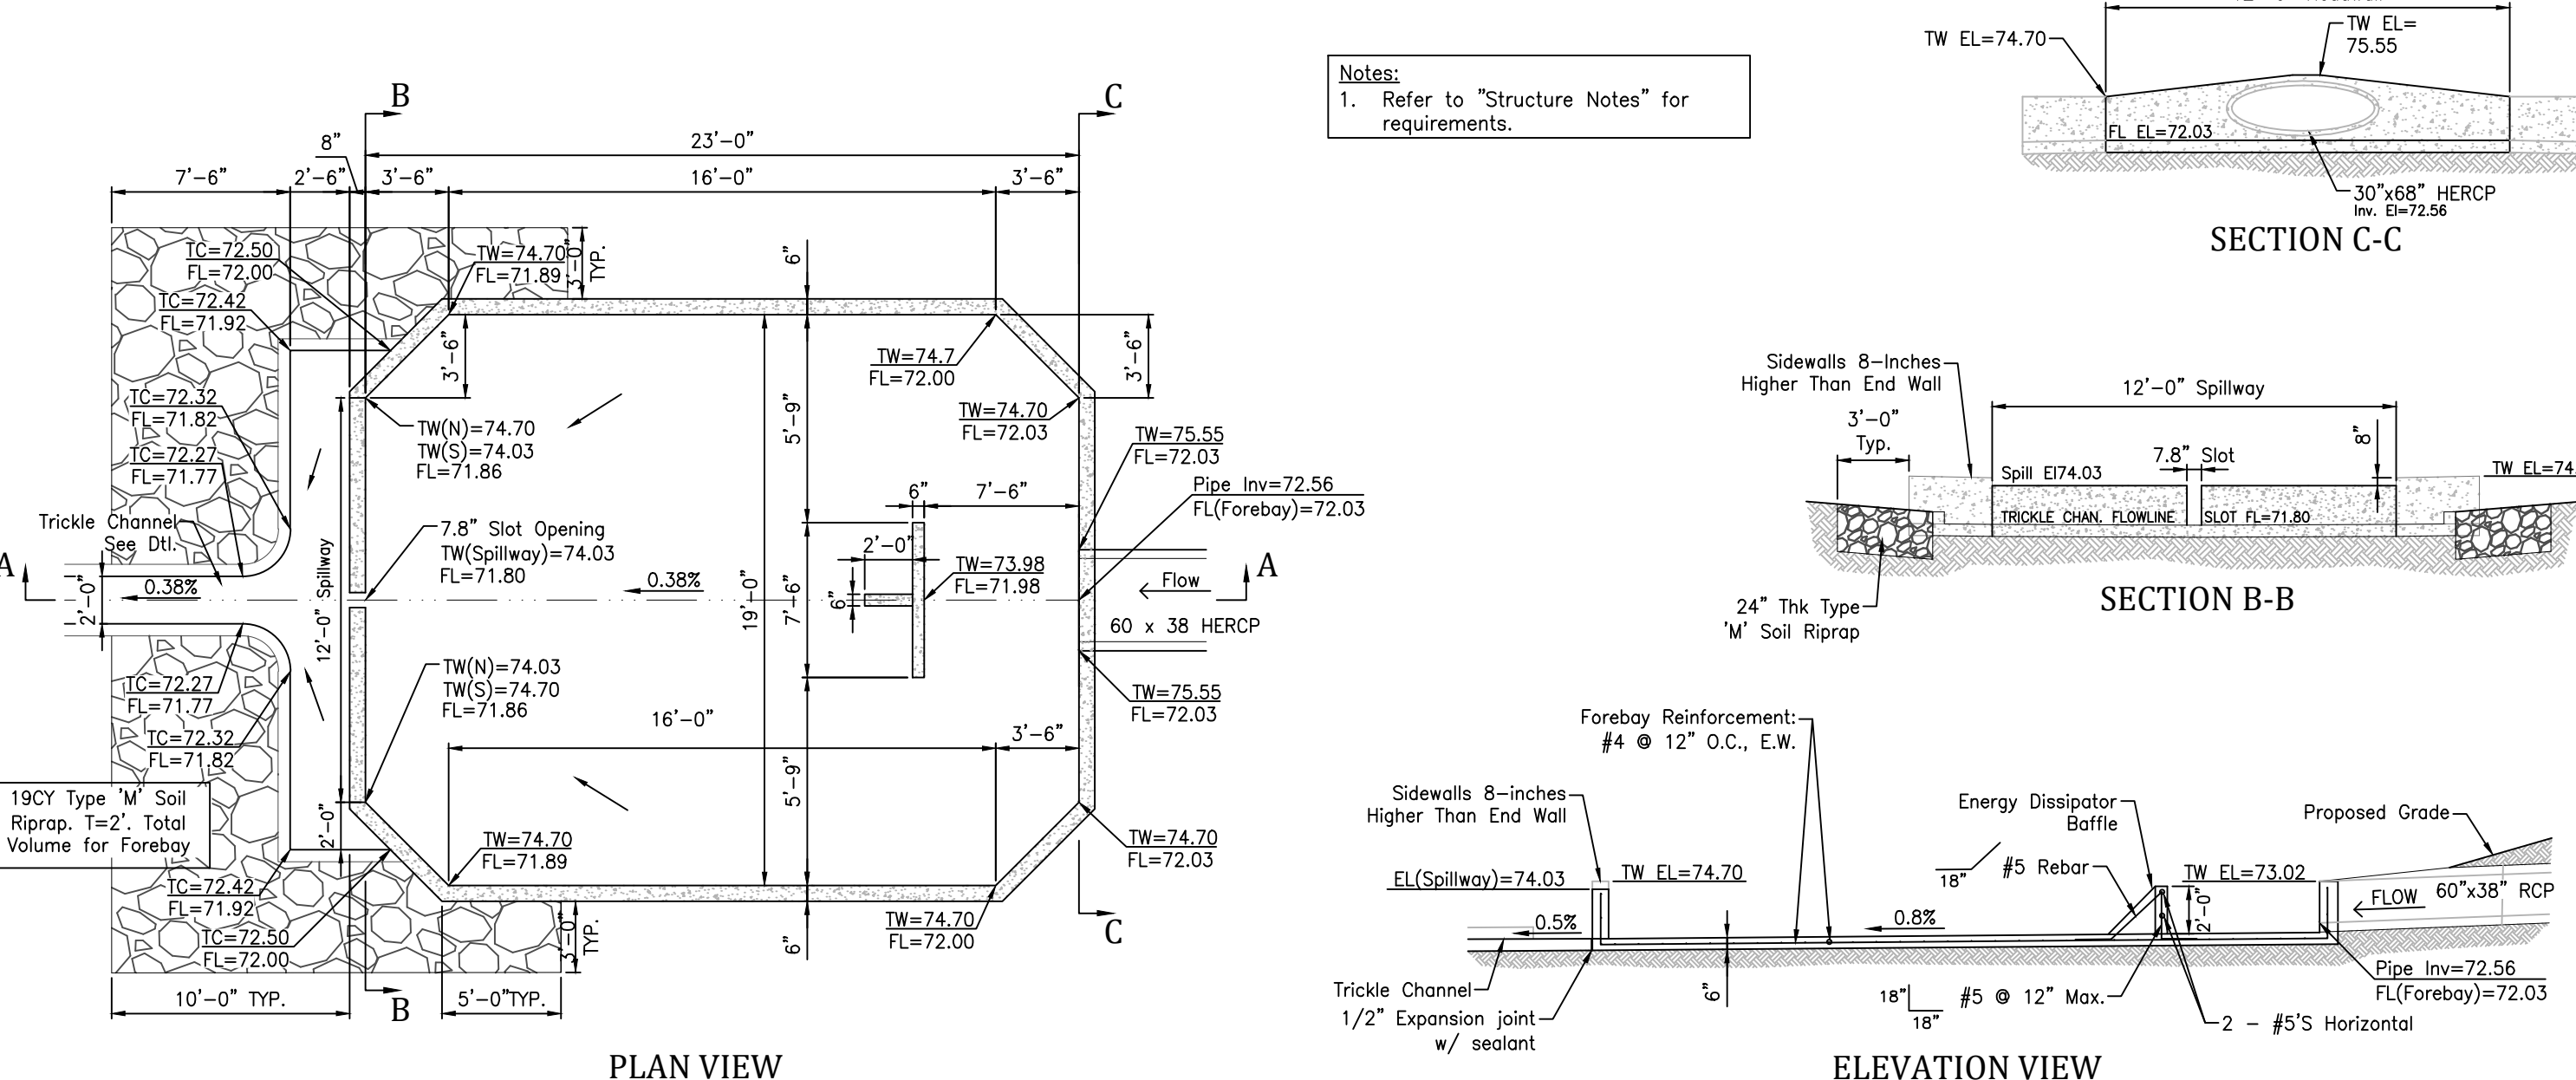 B
C
8"
23'-0"
7'-6"
2'-6"
3'-6"
16'-0"
3'-6"
TC=72.50
FL=72.00
TW=74.70
FL=71.89
3'-0"
TYP.
6"
TC=72.42
FL=71.92
3'-6"
TW=74.7
FL=72.00
3'-6"
TC=72.32
FL=71.82
TW(N)=74.70
TW(S)=74.03
FL=71.86
5'-9"
TW=74.70
FL=72.03
TC=72.27
FL=71.77
TW=75.55
FL=72.03
6"
7'-6"
Pipe Inv=72.56
FL(Forebay)=72.03
Trickle Channel
See Dtl.
7.8" Slot Opening
TW(Spillway)=74.03
FL=71.80
2'-0"
TW=73.98
FL=71.98
A
0.38%
2'-0"
12'-0" Spillway
0.38%
19'-0"
7'-6"
6"
Flow
A
60 x 38 HERCP
TW(N)=74.03
TW(S)=74.70
FL=71.86
TC=72.27
FL=71.77
TW=75.55
FL=72.03
16'-0"
3'-6"
TC=72.32
FL=71.82
19CY Type 'M' Soil
Riprap. T=2'. Total
Volume for Forebay
2'-0"
5'-9"
TW=74.70
FL=71.89
TW=74.70
FL=72.03
TC=72.42
FL=71.92
TC=72.50
FL=72.00
3'-0"
TYP.
6"
TW=74.70
FL=72.00
C
10'-0" TYP.
B
5'-0"TYP.
PLAN VIEW
Notes:
1. Refer to "Structure Notes" for
requirements.
TW EL=74.70
TW EL=
75.55
FL EL=72.03
30"x68" HERCP
Inv. El=72.56
SECTION C-C
Sidewalls 8-Inches
Higher Than End Wall
12'-0" Spillway
3'-0"
Typ.
7.8" Slot
8"
Spill El74.03
TW EL=74.
TRICKLE CHAN. FLOWLINE
SLOT FL=71.80
24" Thk Type
'M' Soil Riprap
SECTION B-B
Forebay Reinforcement:
#4 @ 12" O.C., E.W.
Sidewalls 8-inches
Higher Than End Wall
Energy Dissipator
Baffle
Proposed Grade
EL(Spillway)=74.03
TW EL=74.70
18"
#5 Rebar
TW EL=73.02
0.5%
0.8%
2'-0"
FLOW
60"x38" RCP
Trickle Channel
1/2" Expansion joint
w/ sealant
6"
18"
18"
#5 @ 12" Max.
2 - #5'S Horizontal
Pipe Inv=72.56
FL(Forebay)=72.03
ELEVATION VIEW